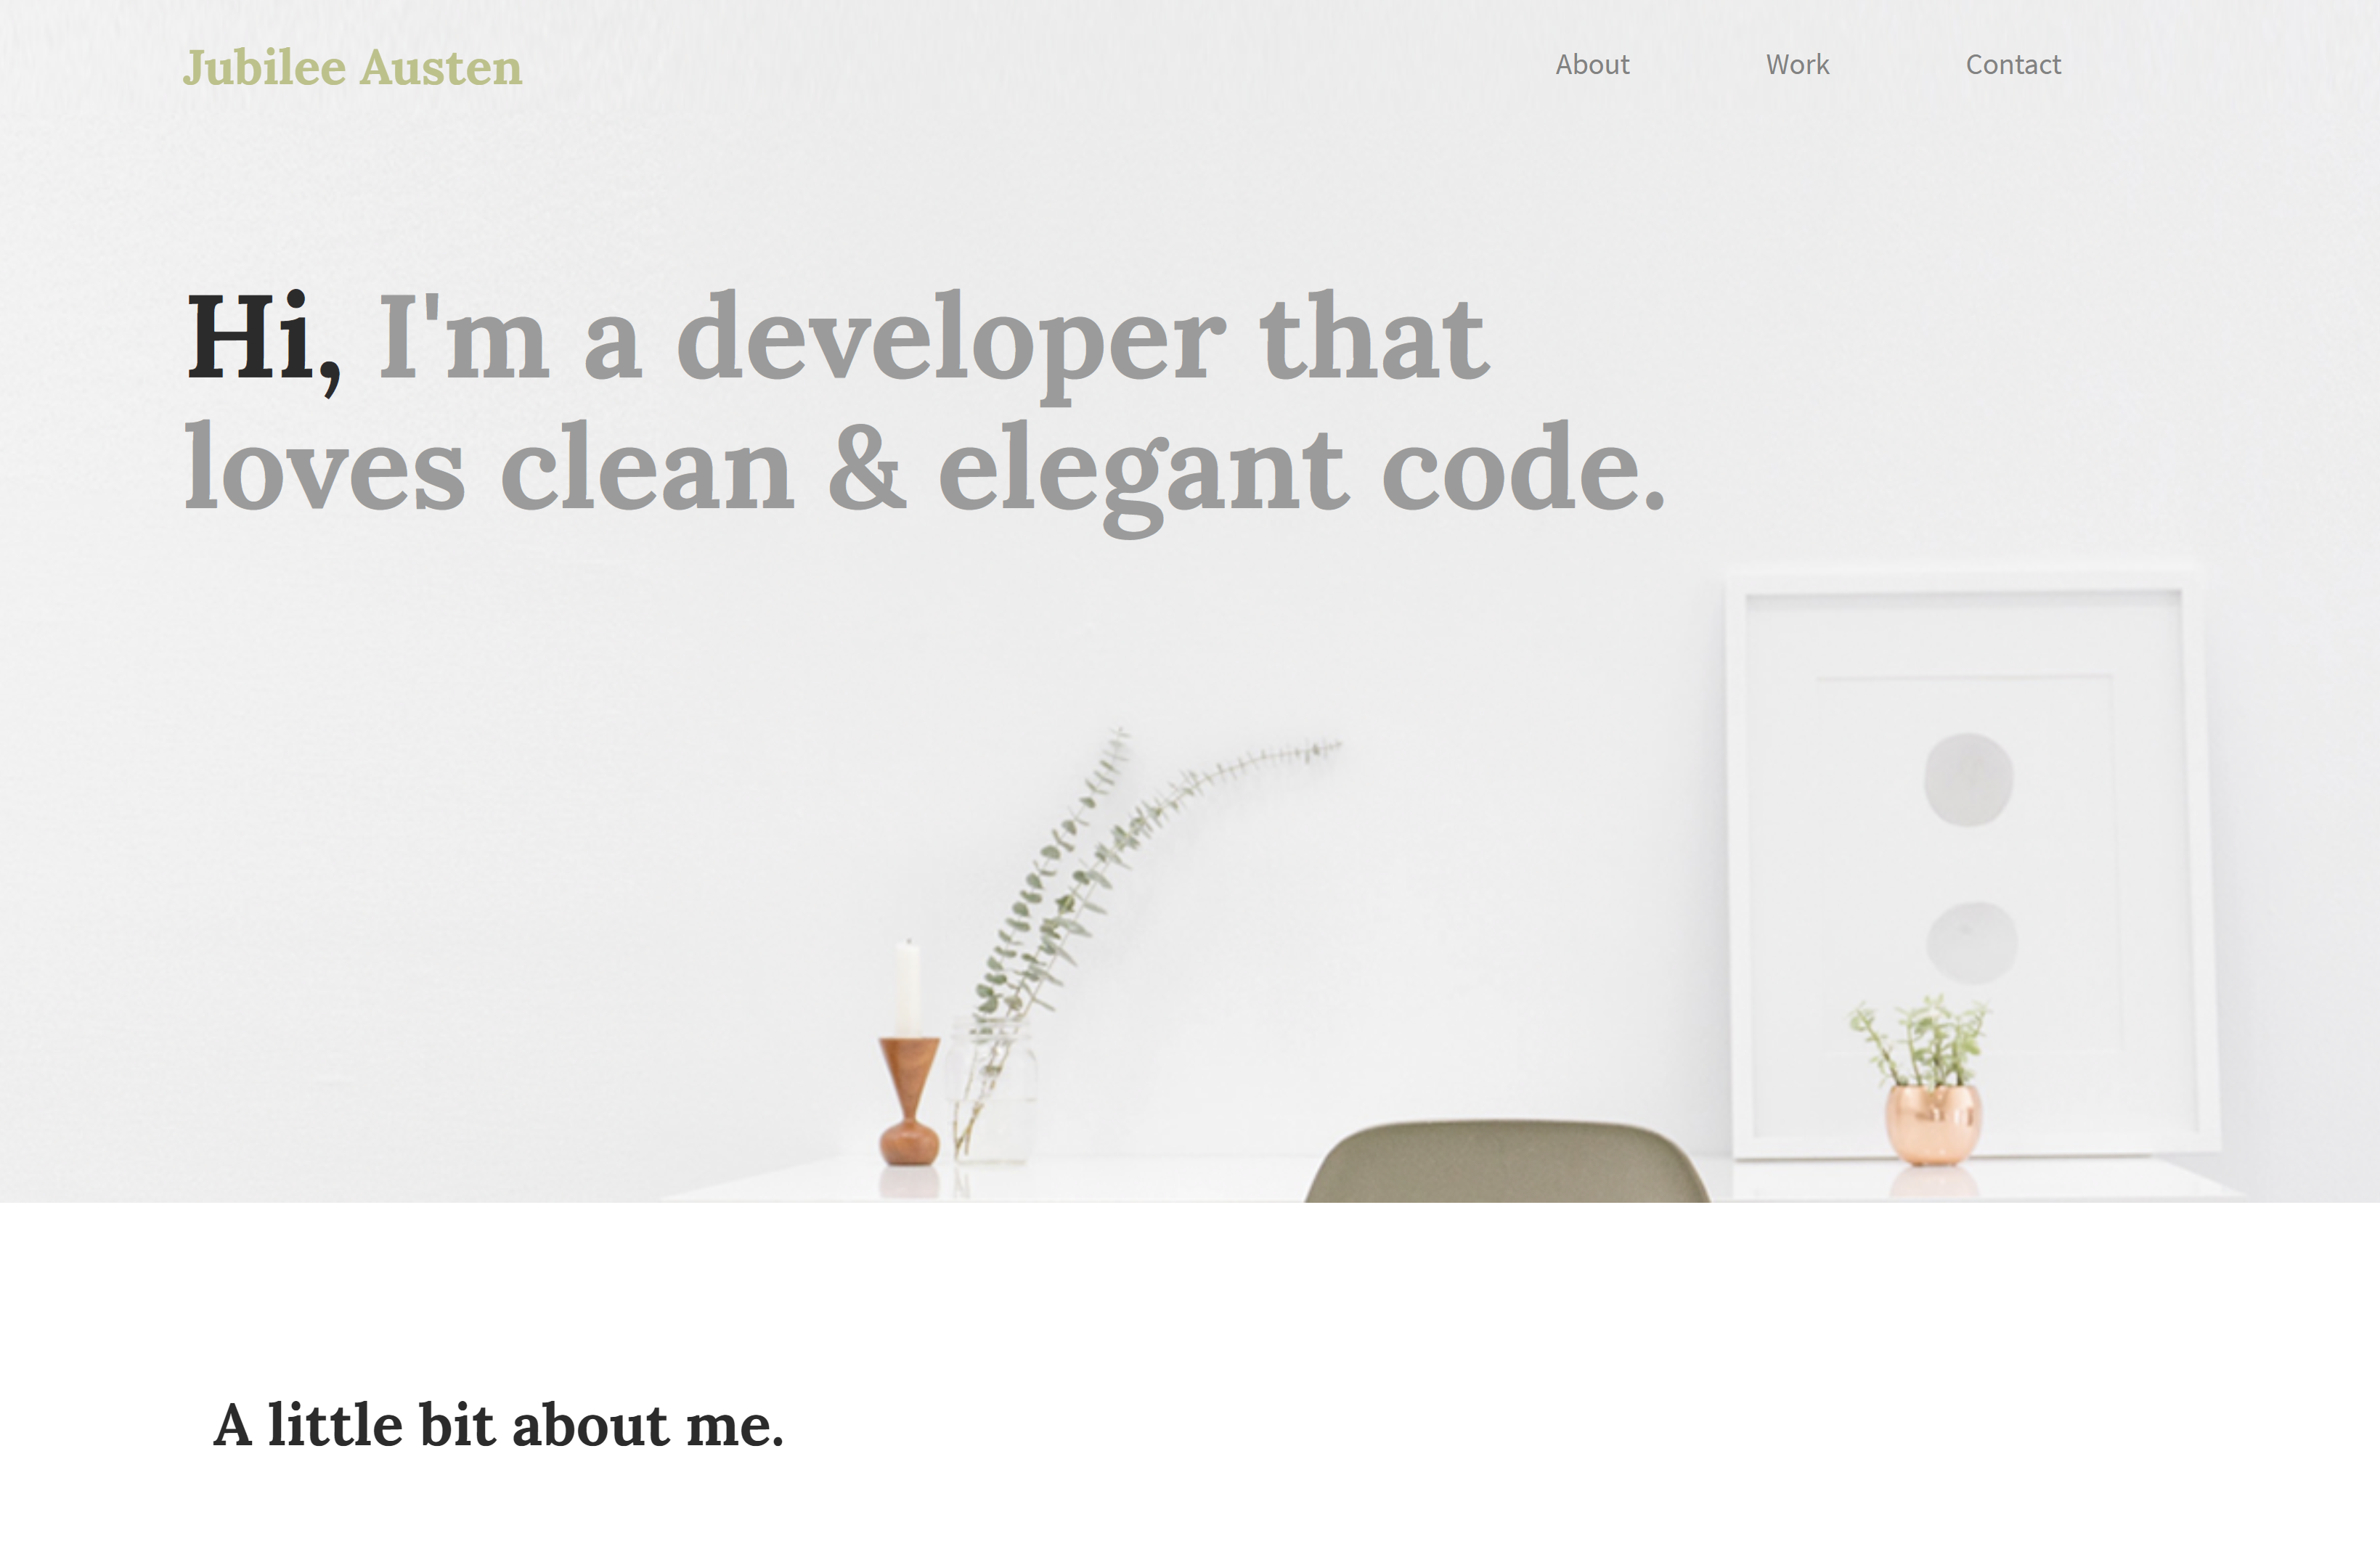 Jubilee Austen
About Work Contact
Hi, I'm a developer that
loves clean & elegant code.
A little bit about me.